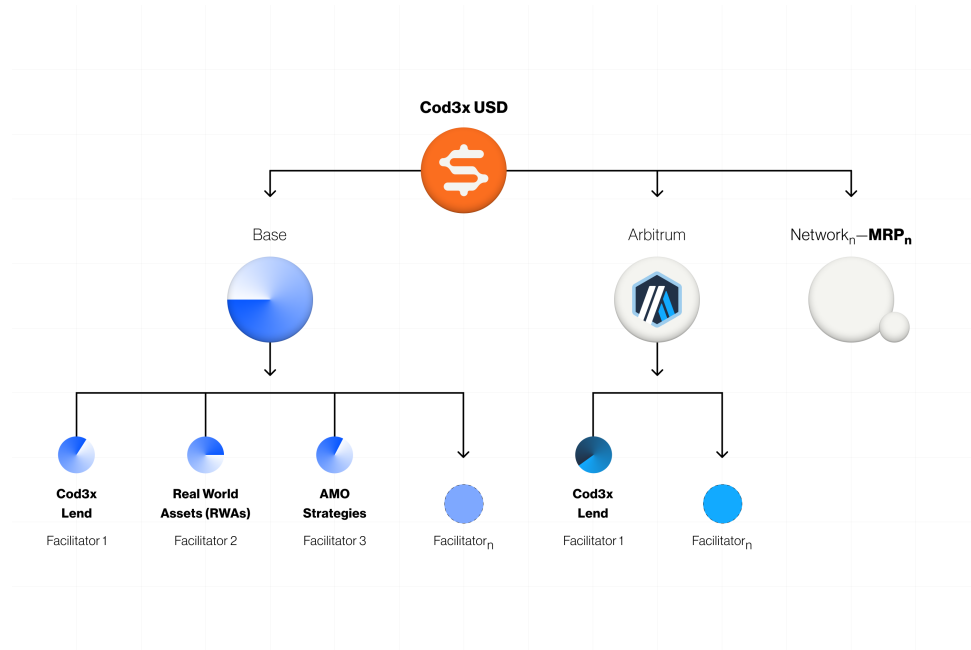 Cod3x USD
Base
Arbitrum
Networkn—MRPn
Cod3x
Lend
Facilitator 1
Real World
Assets (RWAs)
Facilitator 2
AMO
Strategies
Facilitator 3
Facilitatorn
Cod3x
Lend
Facilitator 1
Facilitatorn